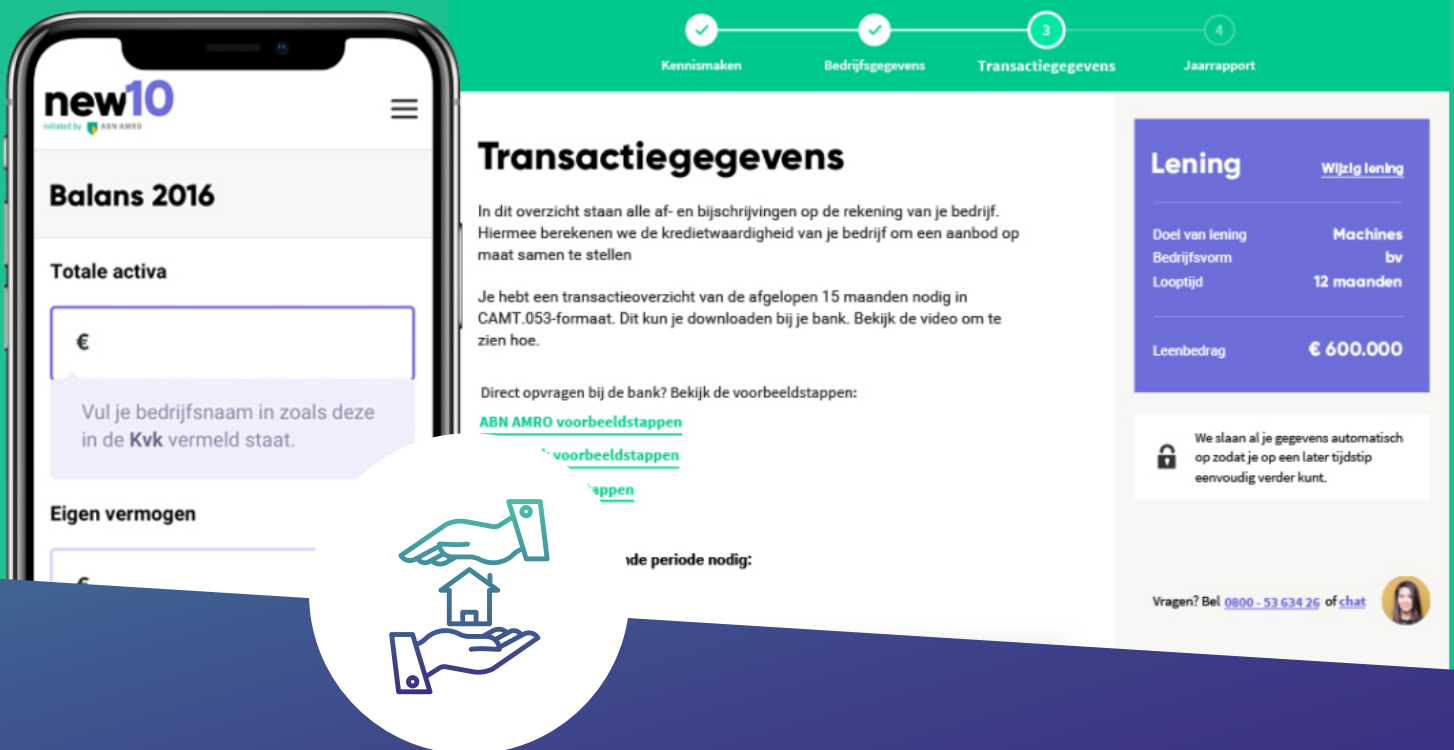 new10
initiated by ABN AMRO
Balans 2016
Totale activa
€
Vul je bedrijfsnaam in zoals deze
in de Kvk vermeld staat.
Eigen vermogen
3
4
Kennismaken
Bedrijfsgegevens
Transactiegegevens
Jaarrapport
Transactiegegevens
In dit overzicht staan alle af- en bijschrijvingen op de rekening van je bedrijf.
Hiermee berekenen we de kredietwaardigheid van je bedrijf om een aanbod op
maat samen te stellen
Je hebt een transactieoverzicht van de afgelopen 15 maanden nodig in
CAMT.053-formaat. Dit kun je downloaden bij je bank. Bekijk de video om te
zien hoe.
Direct opvragen bij de bank? Bekijk de voorbeeldstappen:
ABN AMRO voorbeeldstappen
voorbeeldstappen
periode nodig:
Lening
Wijzig lening
Doel van lening Machines
Bedrijfsvorm bv
Looptijd 12 maanden
Leenbedrag € 600.000
We slaan al je gegevens automatisch
op zodat je op een later tijdstip
eenvoudig verder kunt.
Vragen? Bel 0800 - 53 634 26 of chat